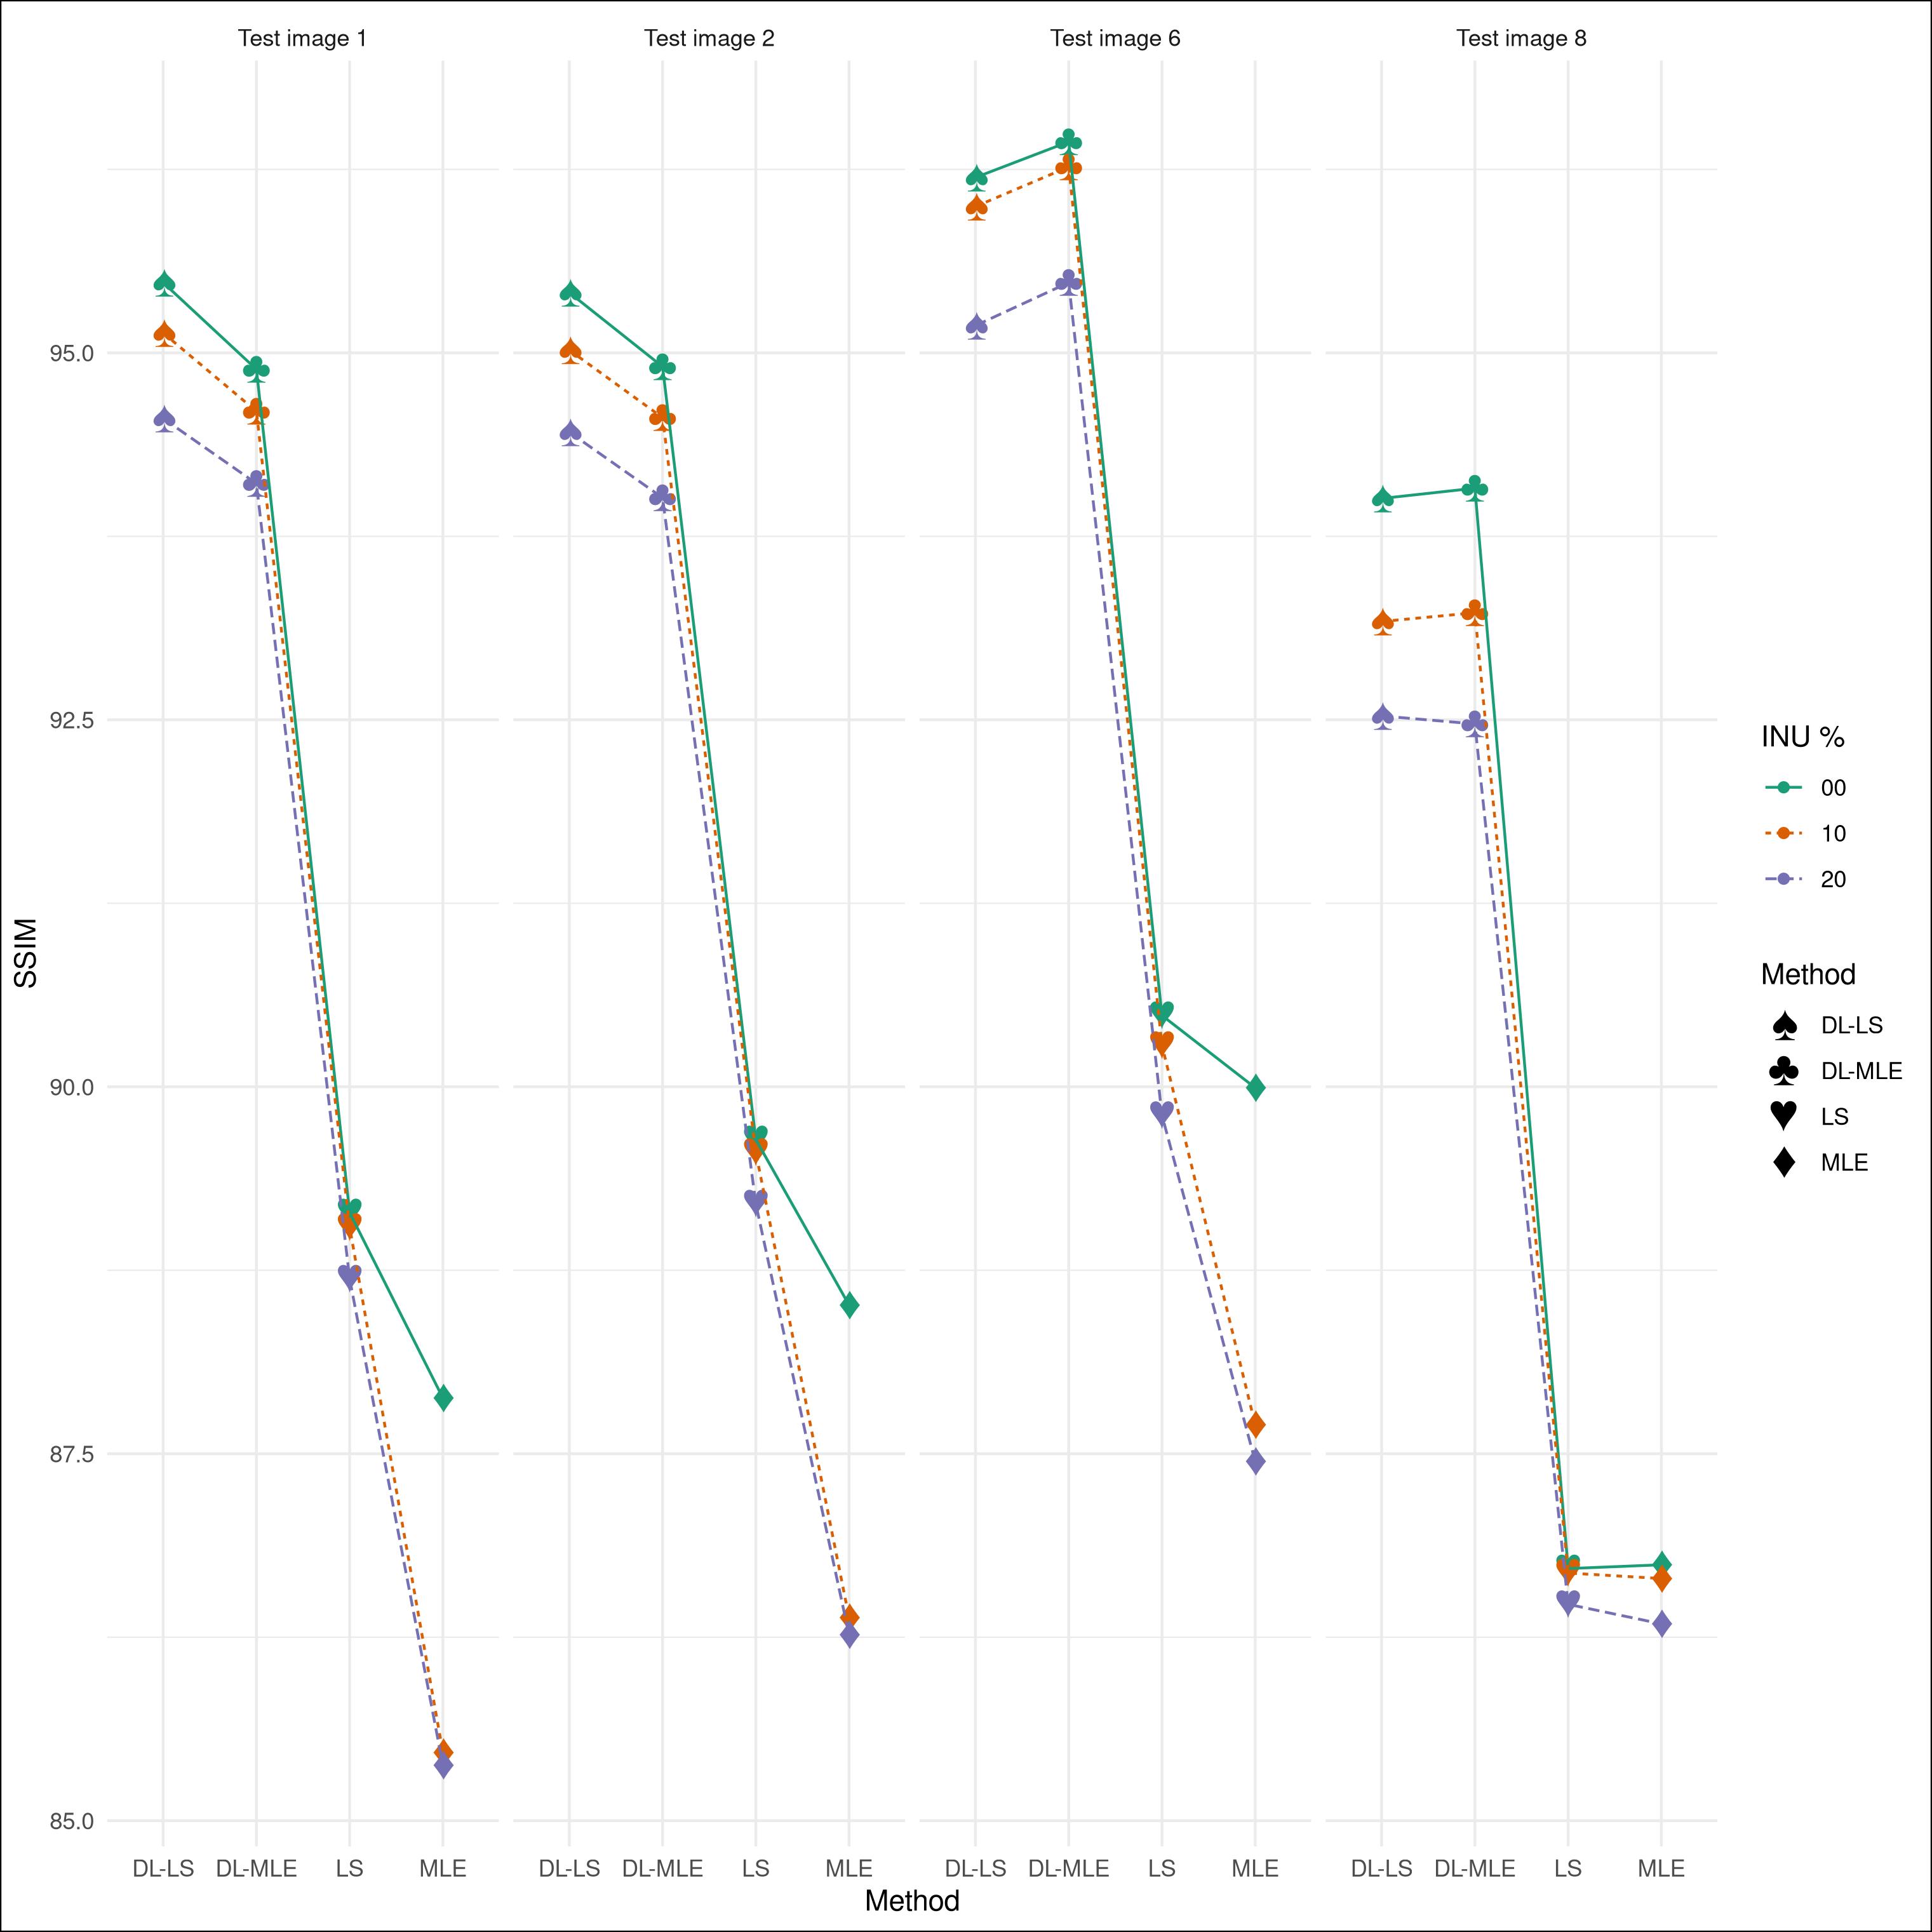 Test image 1 Test image 2 Test image 6 Test image 8
95.0
92.5
90.0
87.5
85.0
SSIM
DL-LS DL-MLE LS MLE DL-LS DL-MLE LS MLE DL-LS DL-MLE LS MLE DL-LS DL-MLE LS MLE
Method
INU %
00
10
20
Method
DL-LS
DL-MLE
LS
MLE